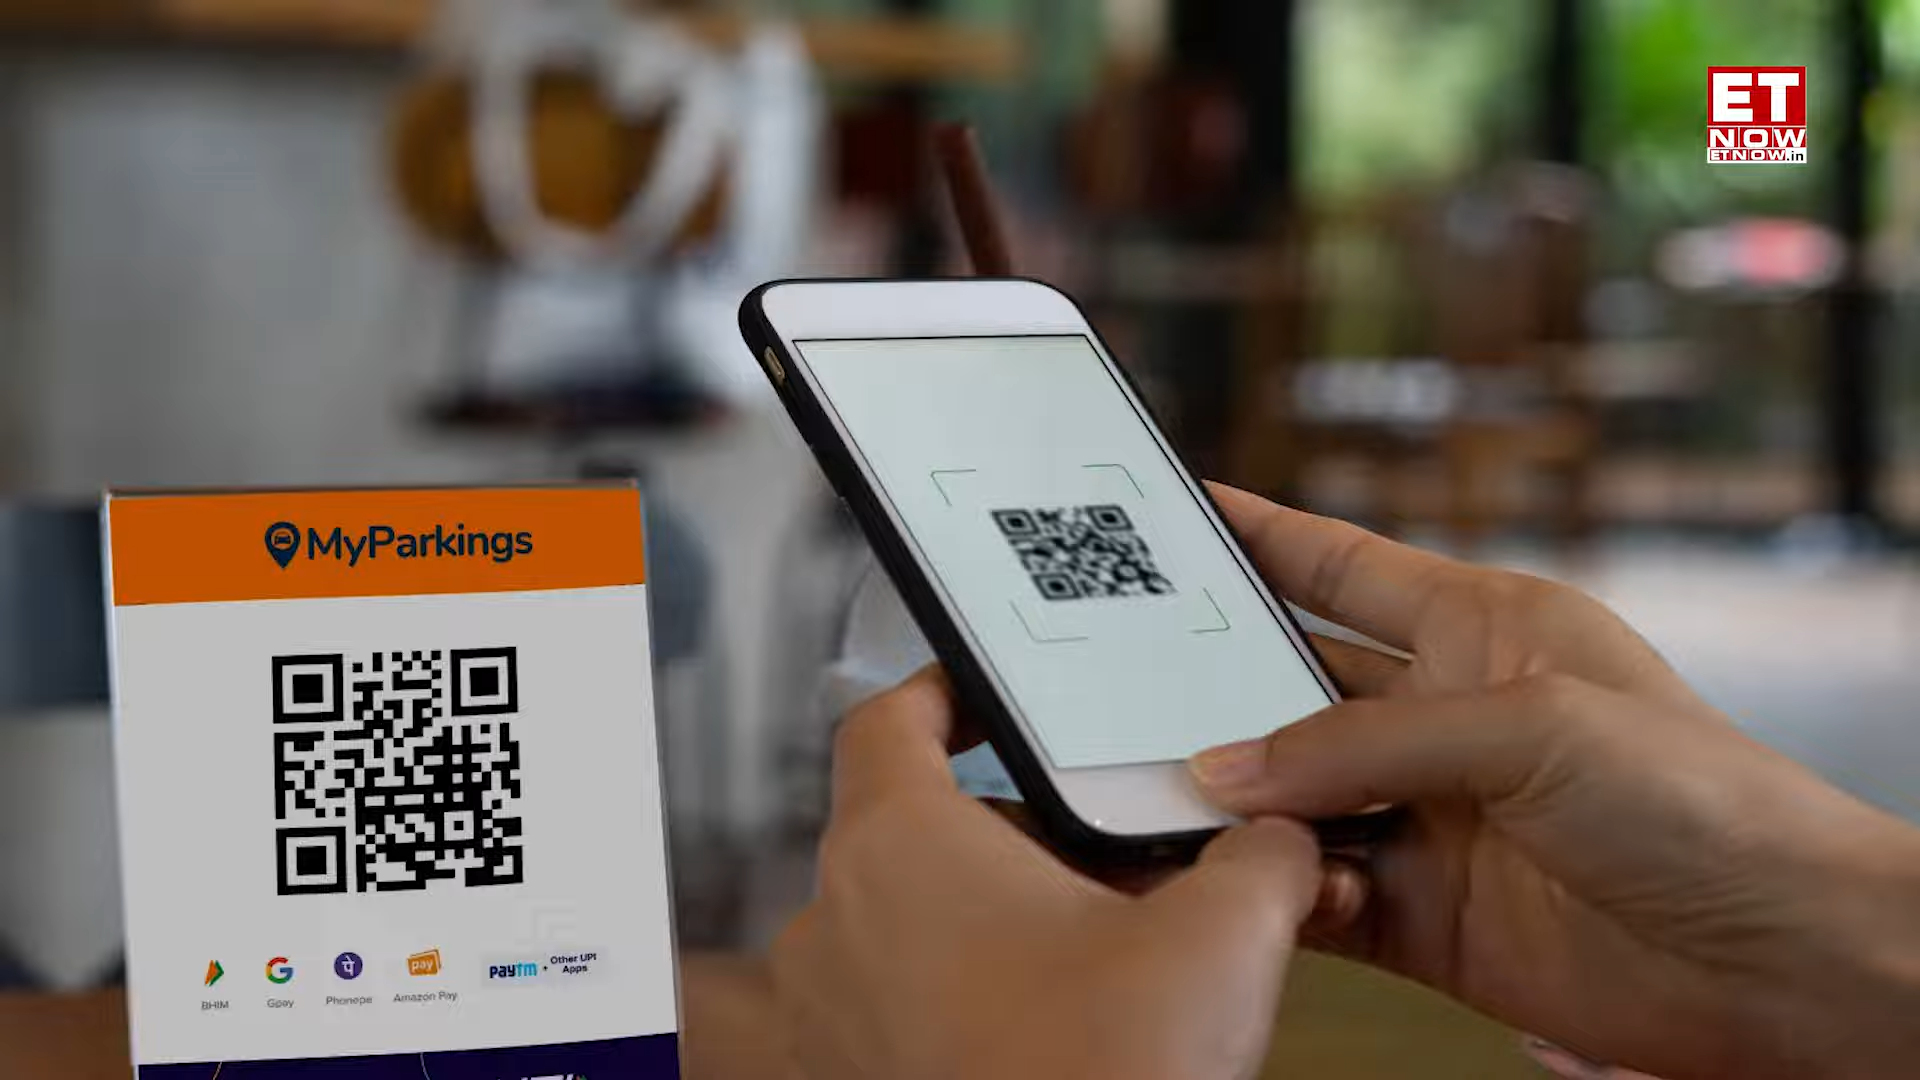 ET
NOW
ETNOW.in
MyParkings
BHIM
Gpay
Phonepe
pay
Amazon Pay
paytm + Other UPI Apps